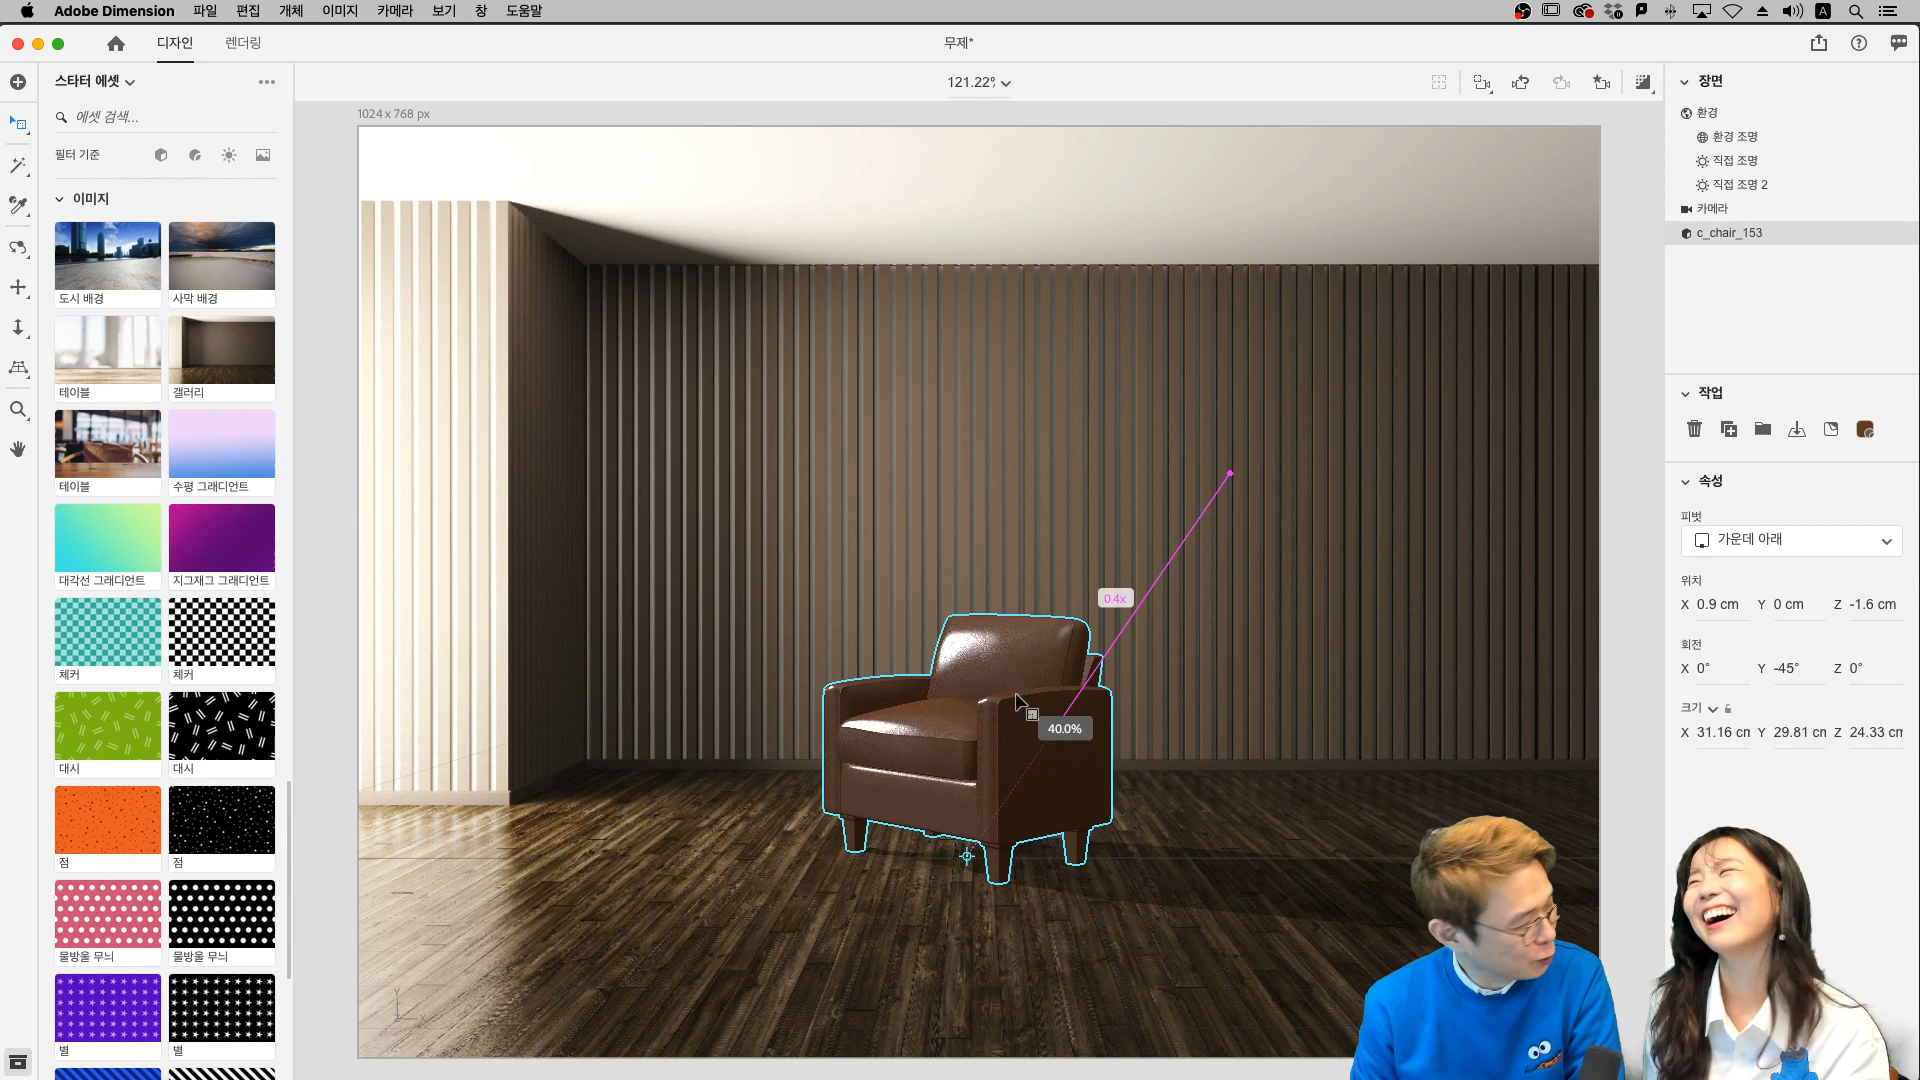 Adobe Dimension 파일 편집 개체 이미지 카메라 보기 창 도움말
디자인 렌더링 무제*
스타터 에셋
121.22%
1024 x 768 px
에셋 검색...
필터 기준
이미지
도시 배경 사막 배경
테이블 갤러리
테이블 수평 그래디언트
대각선 그래디언트 지그재그 그래디언트
체커 체커
대시 대시
점 점
물방울 무늬 물방울 무늬
별 별
0.4x
40.0%
장면
환경
환경 조명
직접 조명
직접 조명 2
카메라
c_chair_153
작업
속성
피벗
가운데 아래
위치
X 0.9 cm Y 0 cm Z -1.6 cm
회전
X 0° Y -45° Z 0°
크기
X 31.16 cm Y 29.81 cm Z 24.33 cm